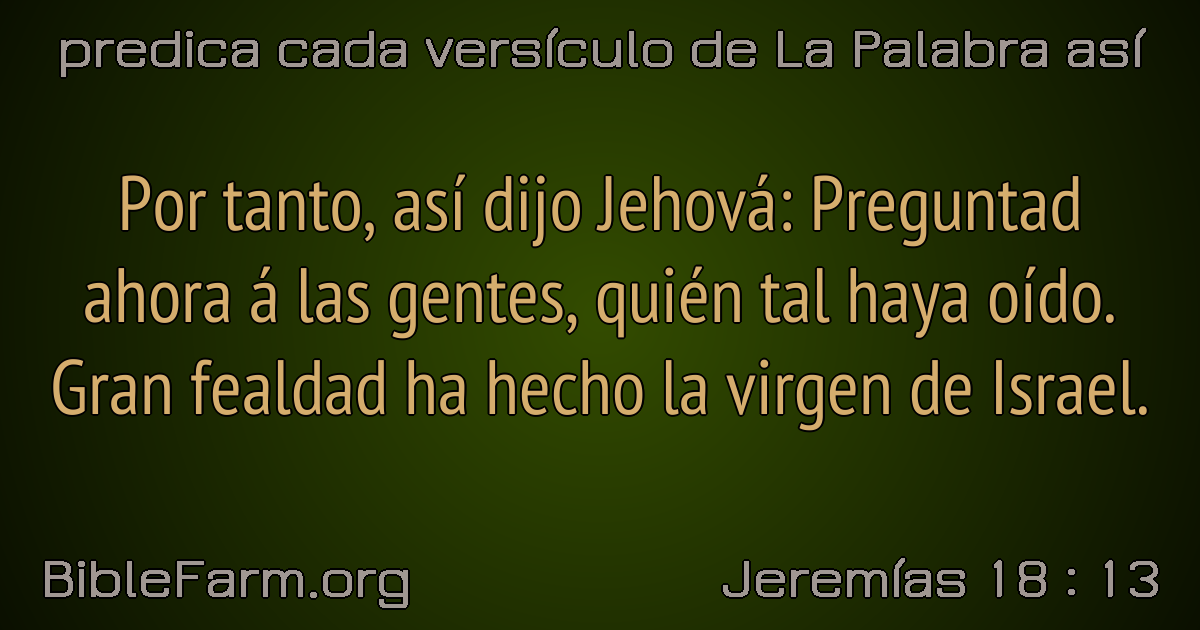 predica cada versículo de La Palabra así
Por tanto, así dijo Jehová: Preguntad
ahora á las gentes, quién tal haya oído.
Gran fealdad ha hecho la virgen de Israel.
BibleFarm.org
Jeremías 18 : 13